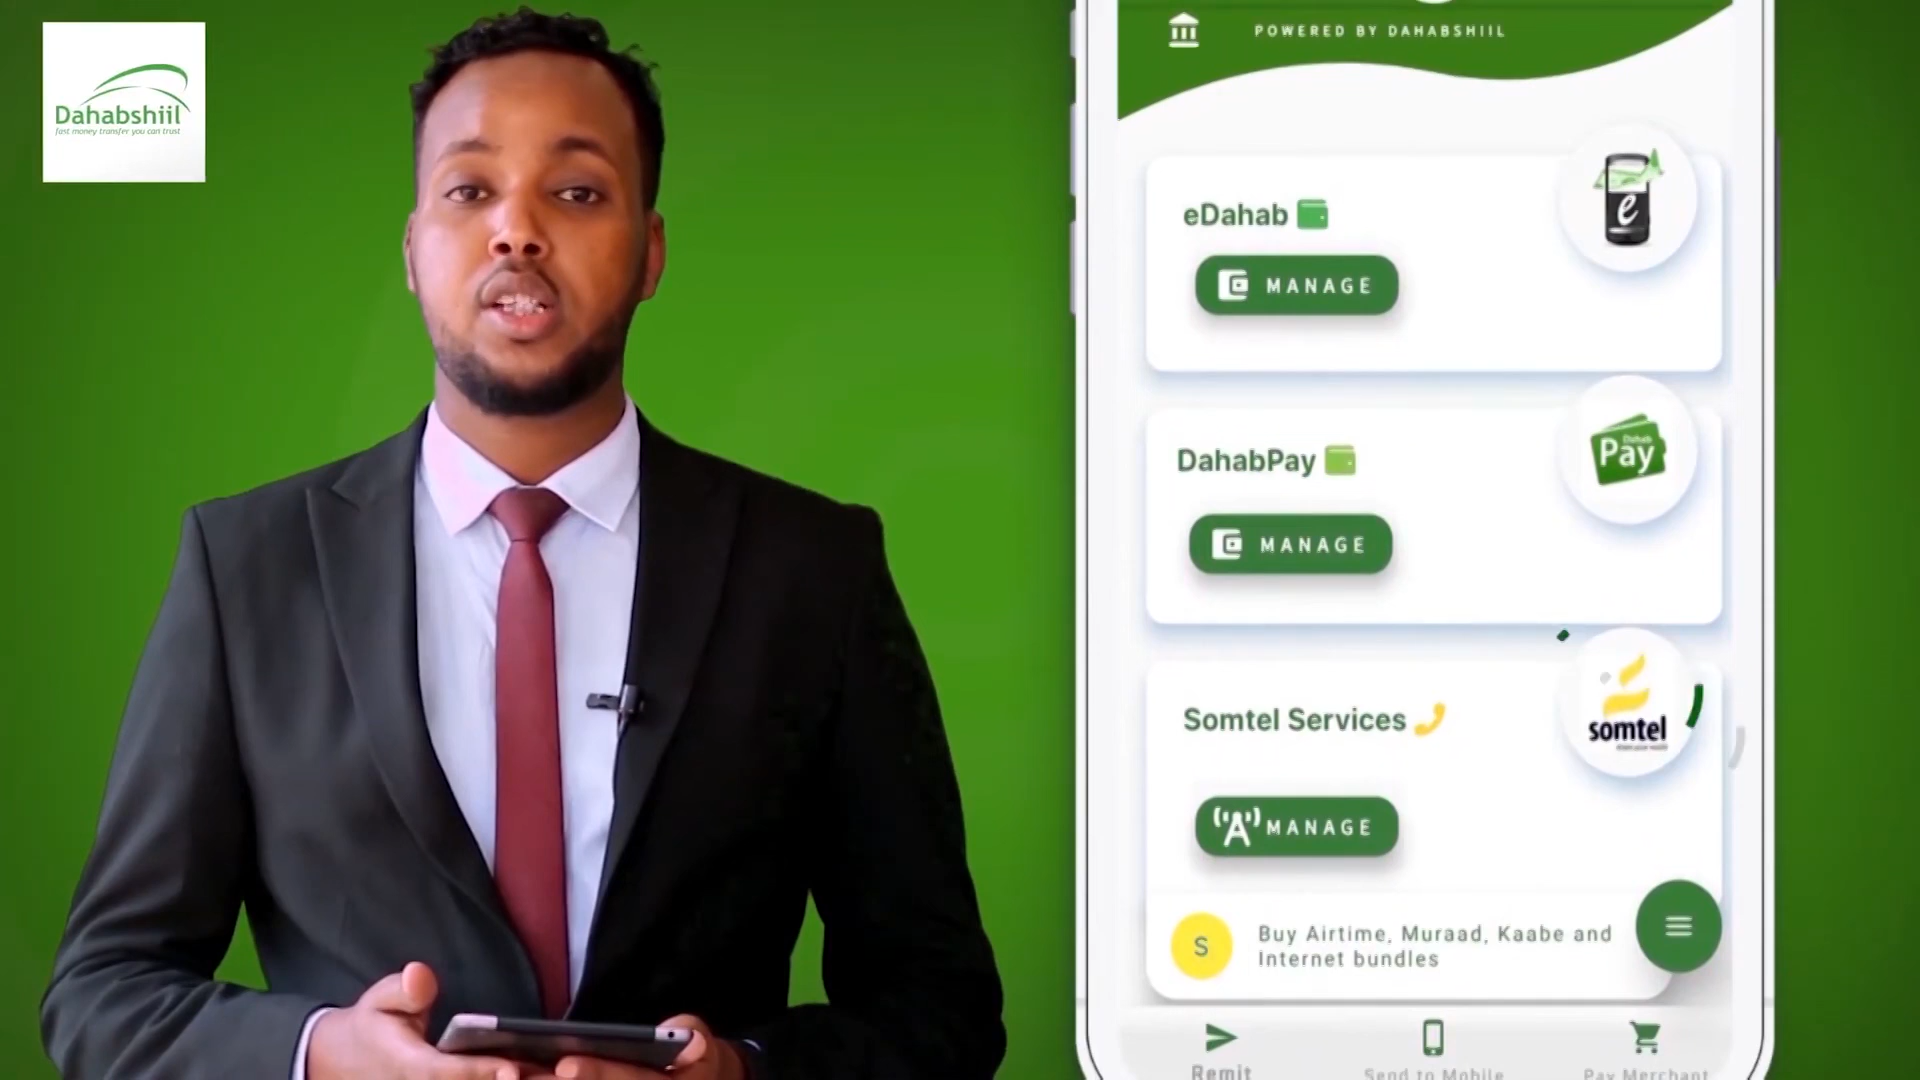 Dahabshiil
fast money transfer you can trust
POWERED BY DAHABSHIIL
eDahab
e
MANAGE
DahabPay
Dahab
Pay
MANAGE
Somtel Services
somtel
MANAGE
S
Buy Airtime, Muraad, Kaabe and
Internet bundles
Remit
Send to Mobile
Pay Merchant